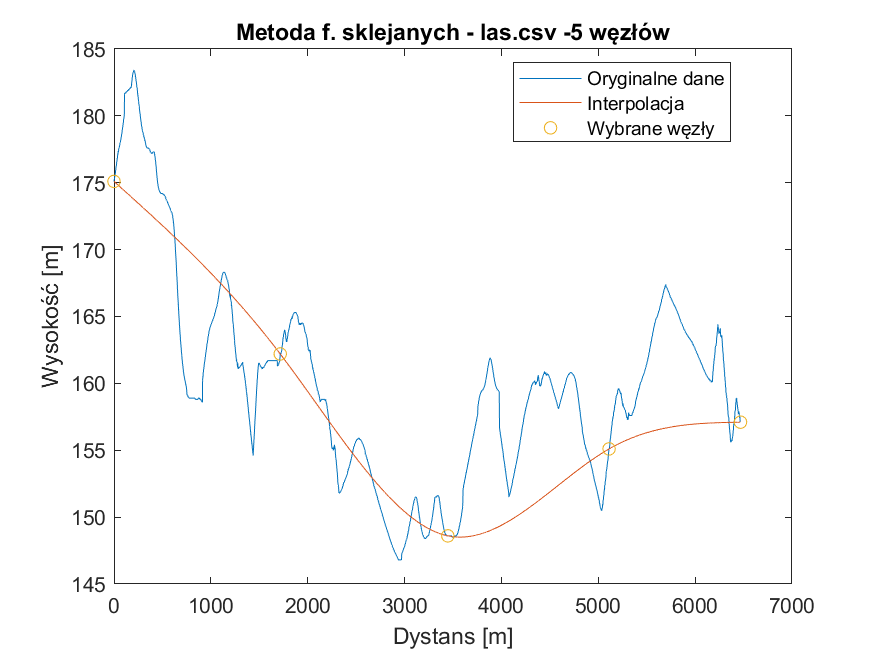 Metoda f. sklejanych - las.csv -5 węzłów
Oryginalne dane
Interpolacja
Wybrane węzły
Wysokość [m]
185
180
175
170
165
160
155
150
145
0 1000 2000 3000 4000 5000 6000 7000
Dystans [m]